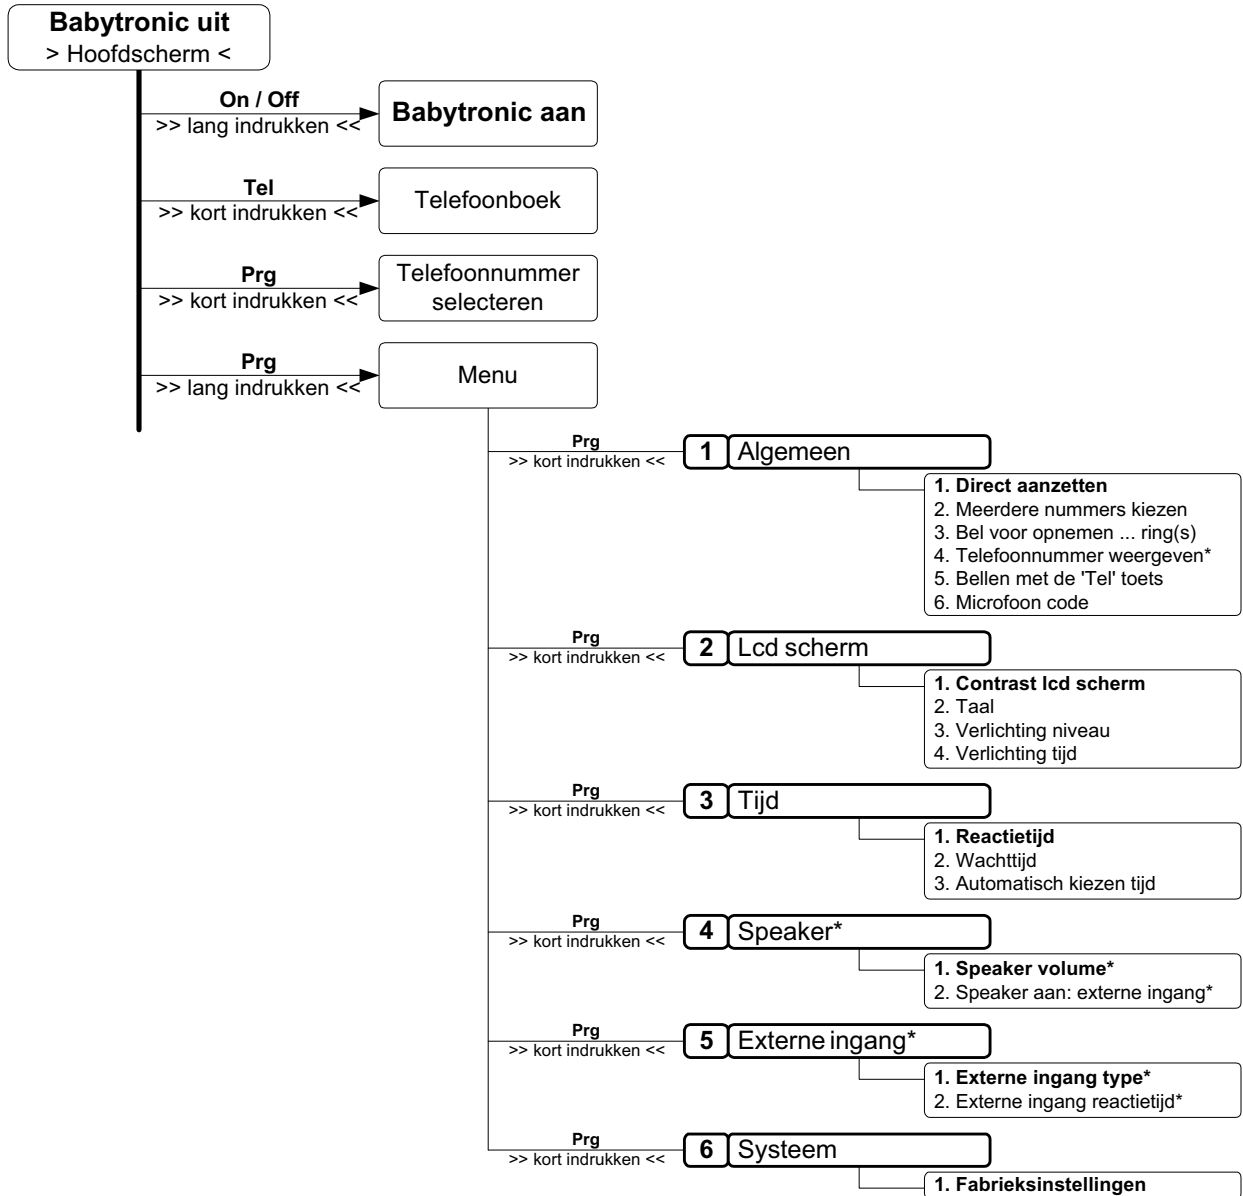 Babytronic uit
> Hoofdscherm <
On / Off
>> lang indrukken <<
Babytronic aan
Tel
>> kort indrukken <<
Telefoonboek
Prg
>> kort indrukken <<
Telefoonnummer
selecteren
Prg
>> lang indrukken <<
Menu
Prg
>> kort indrukken <<
1 Algemeen
1. Direct aanzetten
2. Meerdere nummers kiezen
3. Bel voor opnemen ... ring(s)
4. Telefoonnummer weergeven*
5. Bellen met de 'Tel' toets
6. Microfoon code
Prg
>> kort indrukken <<
2 Lcd scherm
1. Contrast lcd scherm
2. Taal
3. Verlichting niveau
4. Verlichting tijd
Prg
>> kort indrukken <<
3 Tijd
1. Reactietijd
2. Wachttijd
3. Automatisch kiezen tijd
Prg
>> kort indrukken <<
4 Speaker*
1. Speaker volume*
2. Speaker aan: externe ingang*
Prg
>> kort indrukken <<
5 Externe ingang*
1. Externe ingang type*
2. Externe ingang reactietijd*
Prg
>> kort indrukken <<
6 Systeem
1. Fabrieksinstellingen